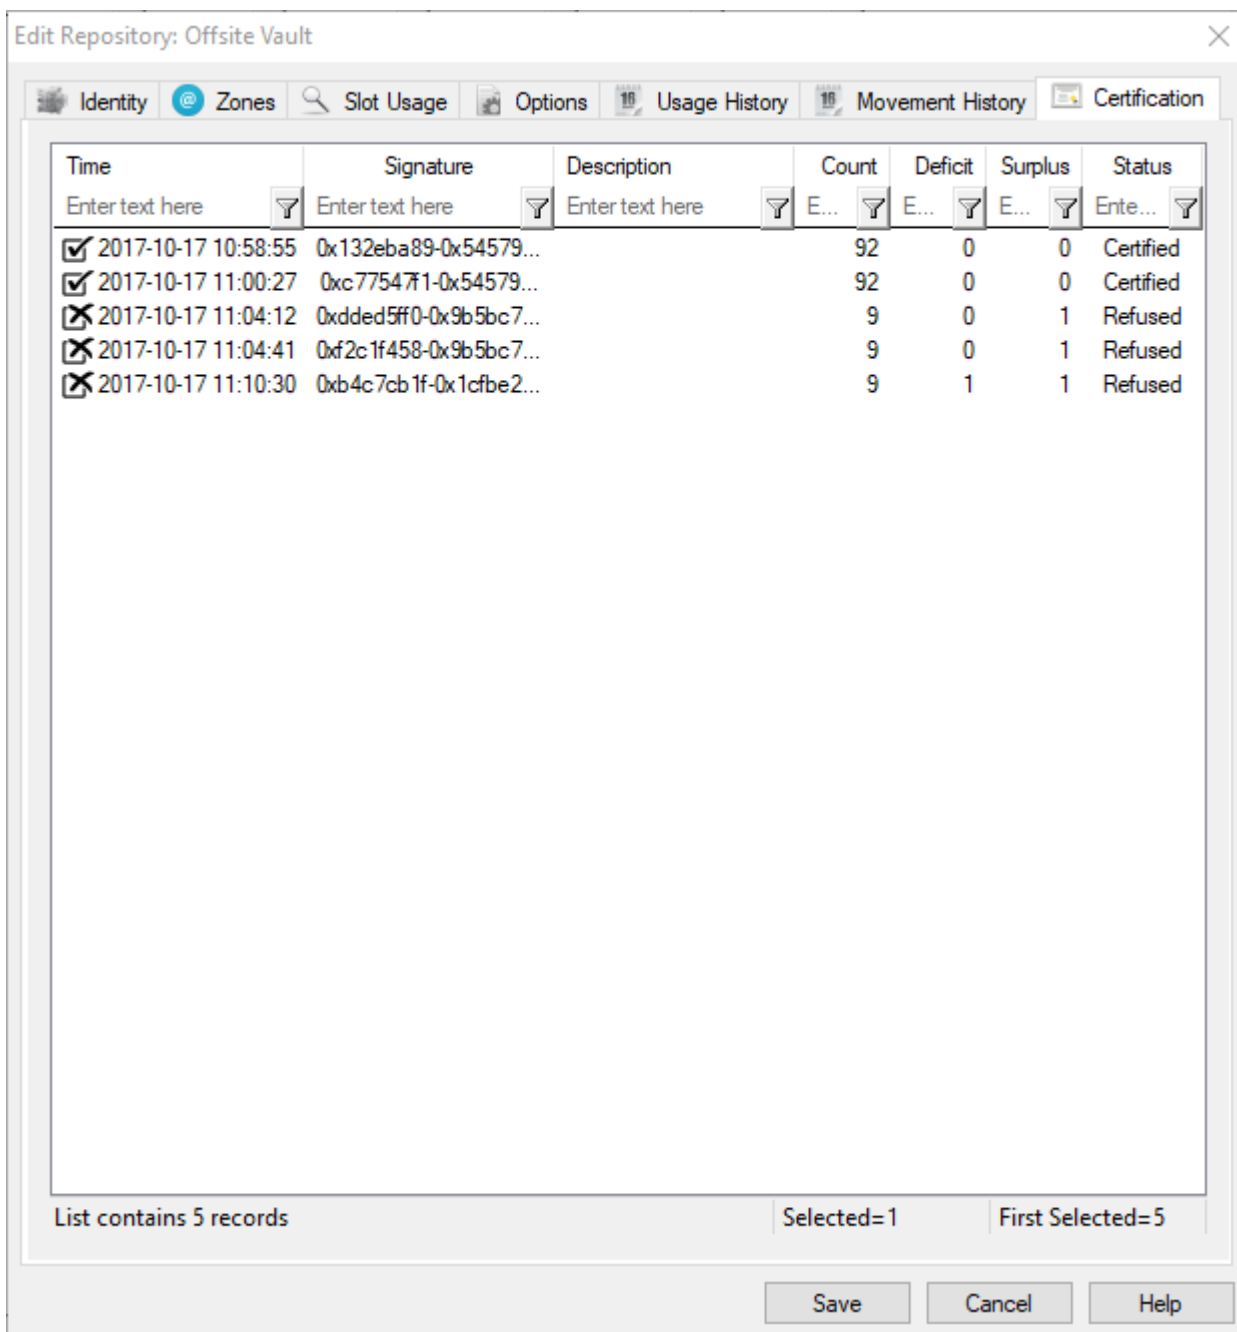 Edit Repository: Offsite Vault
Identity Zones Slot Usage Options 16 Usage History 16 Movement History Certification
Time Signature Description Count Deficit Surplus Status
Enter text here Enter text here Enter text here E... E... E... Ente...
2017-10-17 10:58:55 0x132eba89-0x54579... 92 0 0 Certified
2017-10-17 11:00:27 0xc77547f1-0x54579... 92 0 0 Certified
2017-10-17 11:04:12 0xdded5ff0-0x9b5bc7... 9 0 1 Refused
2017-10-17 11:04:41 0xf2c1f458-0x9b5bc7... 9 0 1 Refused
2017-10-17 11:10:30 0xb4c7cb1f-0x1cfbe2... 9 1 1 Refused
List contains 5 records Selected=1 First Selected=5
Save Cancel Help